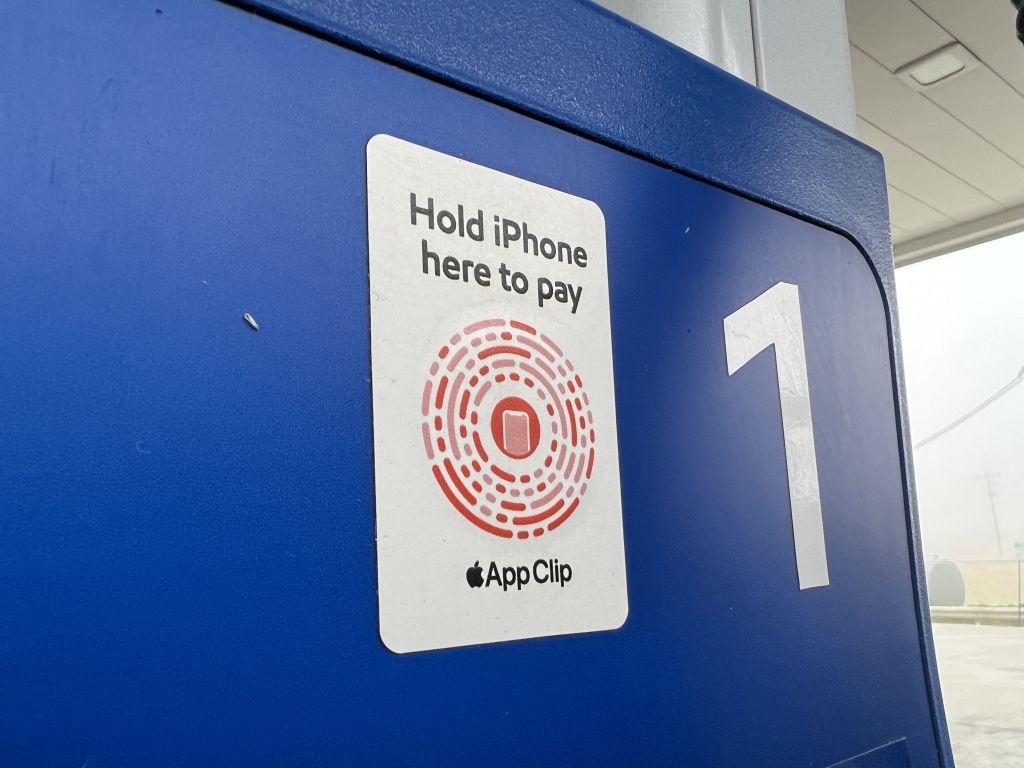 Hold iPhone
here to pay
App Clip
1